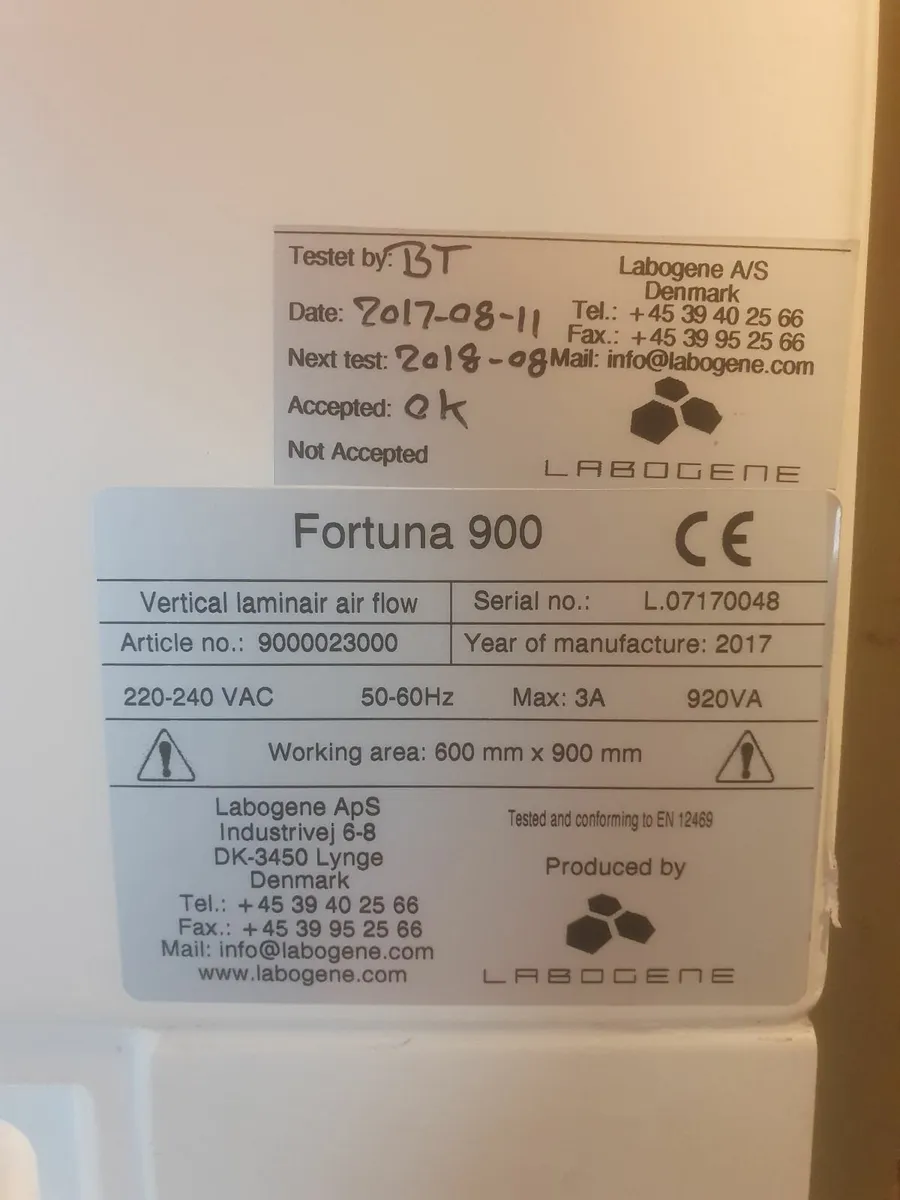 Testet by: BT
Date: 2017-08-11
Next test: 2018-08
Accepted: ok
Not Accepted
Labogene A/S
Denmark
Tel.: +45 39 40 25 66
Fax.: +45 39 95 25 66
Mail: info@labogene.com
LABOGENE
Fortuna 900
CE
Vertical laminair air flow
Serial no.: L.07170048
Article no.: 9000023000
Year of manufacture: 2017
220-240 VAC 50-60Hz Max: 3A 920VA
Working area: 600 mm x 900 mm
Labogene ApS
Industrivej 6-8
DK-3450 Lynge
Denmark
Tel.: +45 39 40 25 66
Fax.: +45 39 95 25 66
Mail: info@labogene.com
www.labogene.com
Tested and conforming to EN 12469
Produced by
LABOGENE